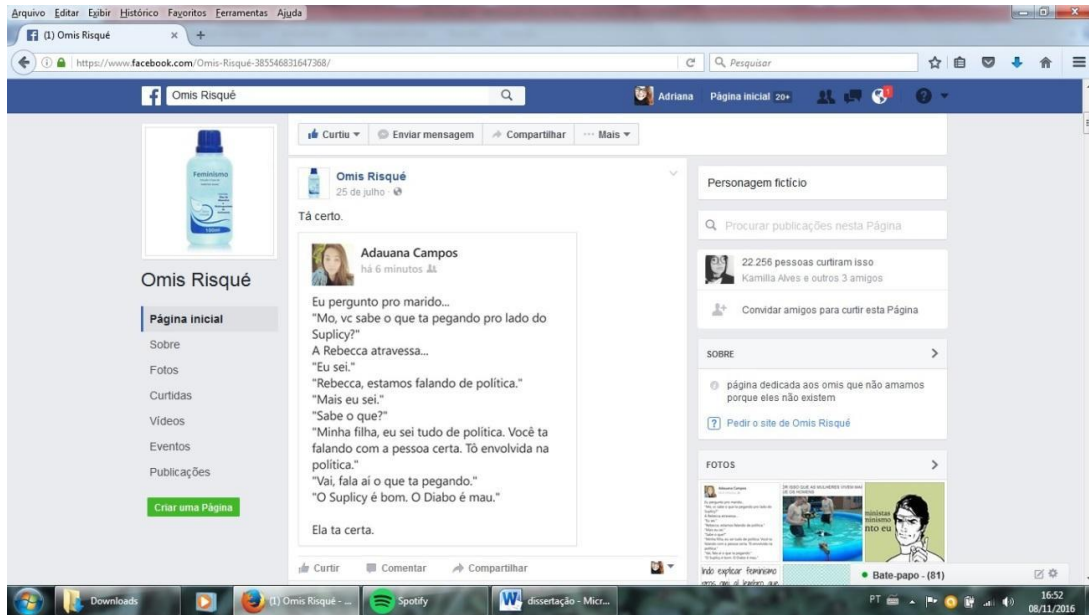 Arquivo Editar Exibir Histórico Favoritos Ferramentas Ajuda
(1) Omis Risqué
https://www.facebook.com/Omis-Risqué-385546831647368/
Pesquisar
Omis Risqué
Adriana Página inicial 20+
1
Feminismo
Omis Risqué
Página inicial
Sobre
Fotos
Curtidas
Vídeos
Eventos
Publicações
Criar uma Página
Curtiu Enviar mensagem Compartilhar Mais
Omis Risqué
25 de julho
Tá certo.
Adauana Campos
há 6 minutos
Eu pergunto pro marido...
"Mo, vc sabe o que ta pegando pro lado do
Suplicy?"
A Rebecca atravessa...
"Eu sei."
"Rebecca, estamos falando de política."
"Mais eu sei."
"Sabe o que?"
"Minha filha, eu sei tudo de política. Você ta
falando com a pessoa certa. Tô envolvida na
política."
"Vai, fala ai o que ta pegando."
"O Suplicy é bom. O Diabo é mau."
Ela ta certa.
Curtir Comentar Compartilhar
Personagem fictício
Procurar publicações nesta Página
22.256 pessoas curtiram isso
Kamilla Alves e outros 3 amigos
Convidar amigos para curtir esta Página
SOBRE
página dedicada aos omis que não amamos
porque eles não existem
Pedir o site de Omis Risqué
FOTOS
Bate-papo - (81)
Downloads
(1) Omis Risqué - ...
Spotify
dissertação - Micr...
PT
16:52
08/11/2016